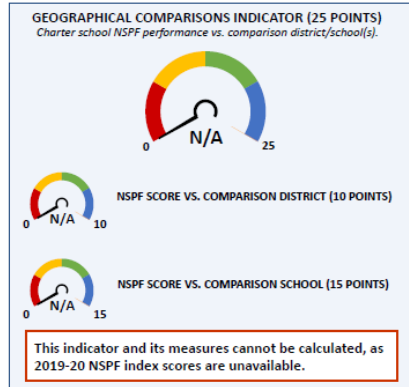 GEOGRAPHICAL COMPARISONS INDICATOR (25 POINTS)
Charter school NSPF performance vs. comparison district/school(s).
N/A
0
25
NSPF SCORE VS. COMPARISON DISTRICT (10 POINTS)
N/A
0
10
NSPF SCORE VS. COMPARISON SCHOOL (15 POINTS)
N/A
0
15
This indicator and its measures cannot be calculated, as
2019-20 NSPF index scores are unavailable.